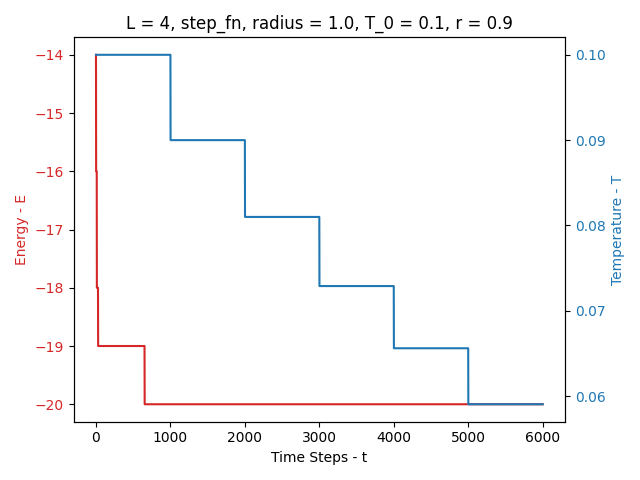 L = 4, step_fn, radius = 1.0, T_0 = 0.1, r = 0.9
Energy - E
−14
−15
−16
−17
−18
−19
−20
0.10
0.09
0.08
0.07
0.06
Temperature - T
0 1000 2000 3000 4000 5000 6000
Time Steps - t